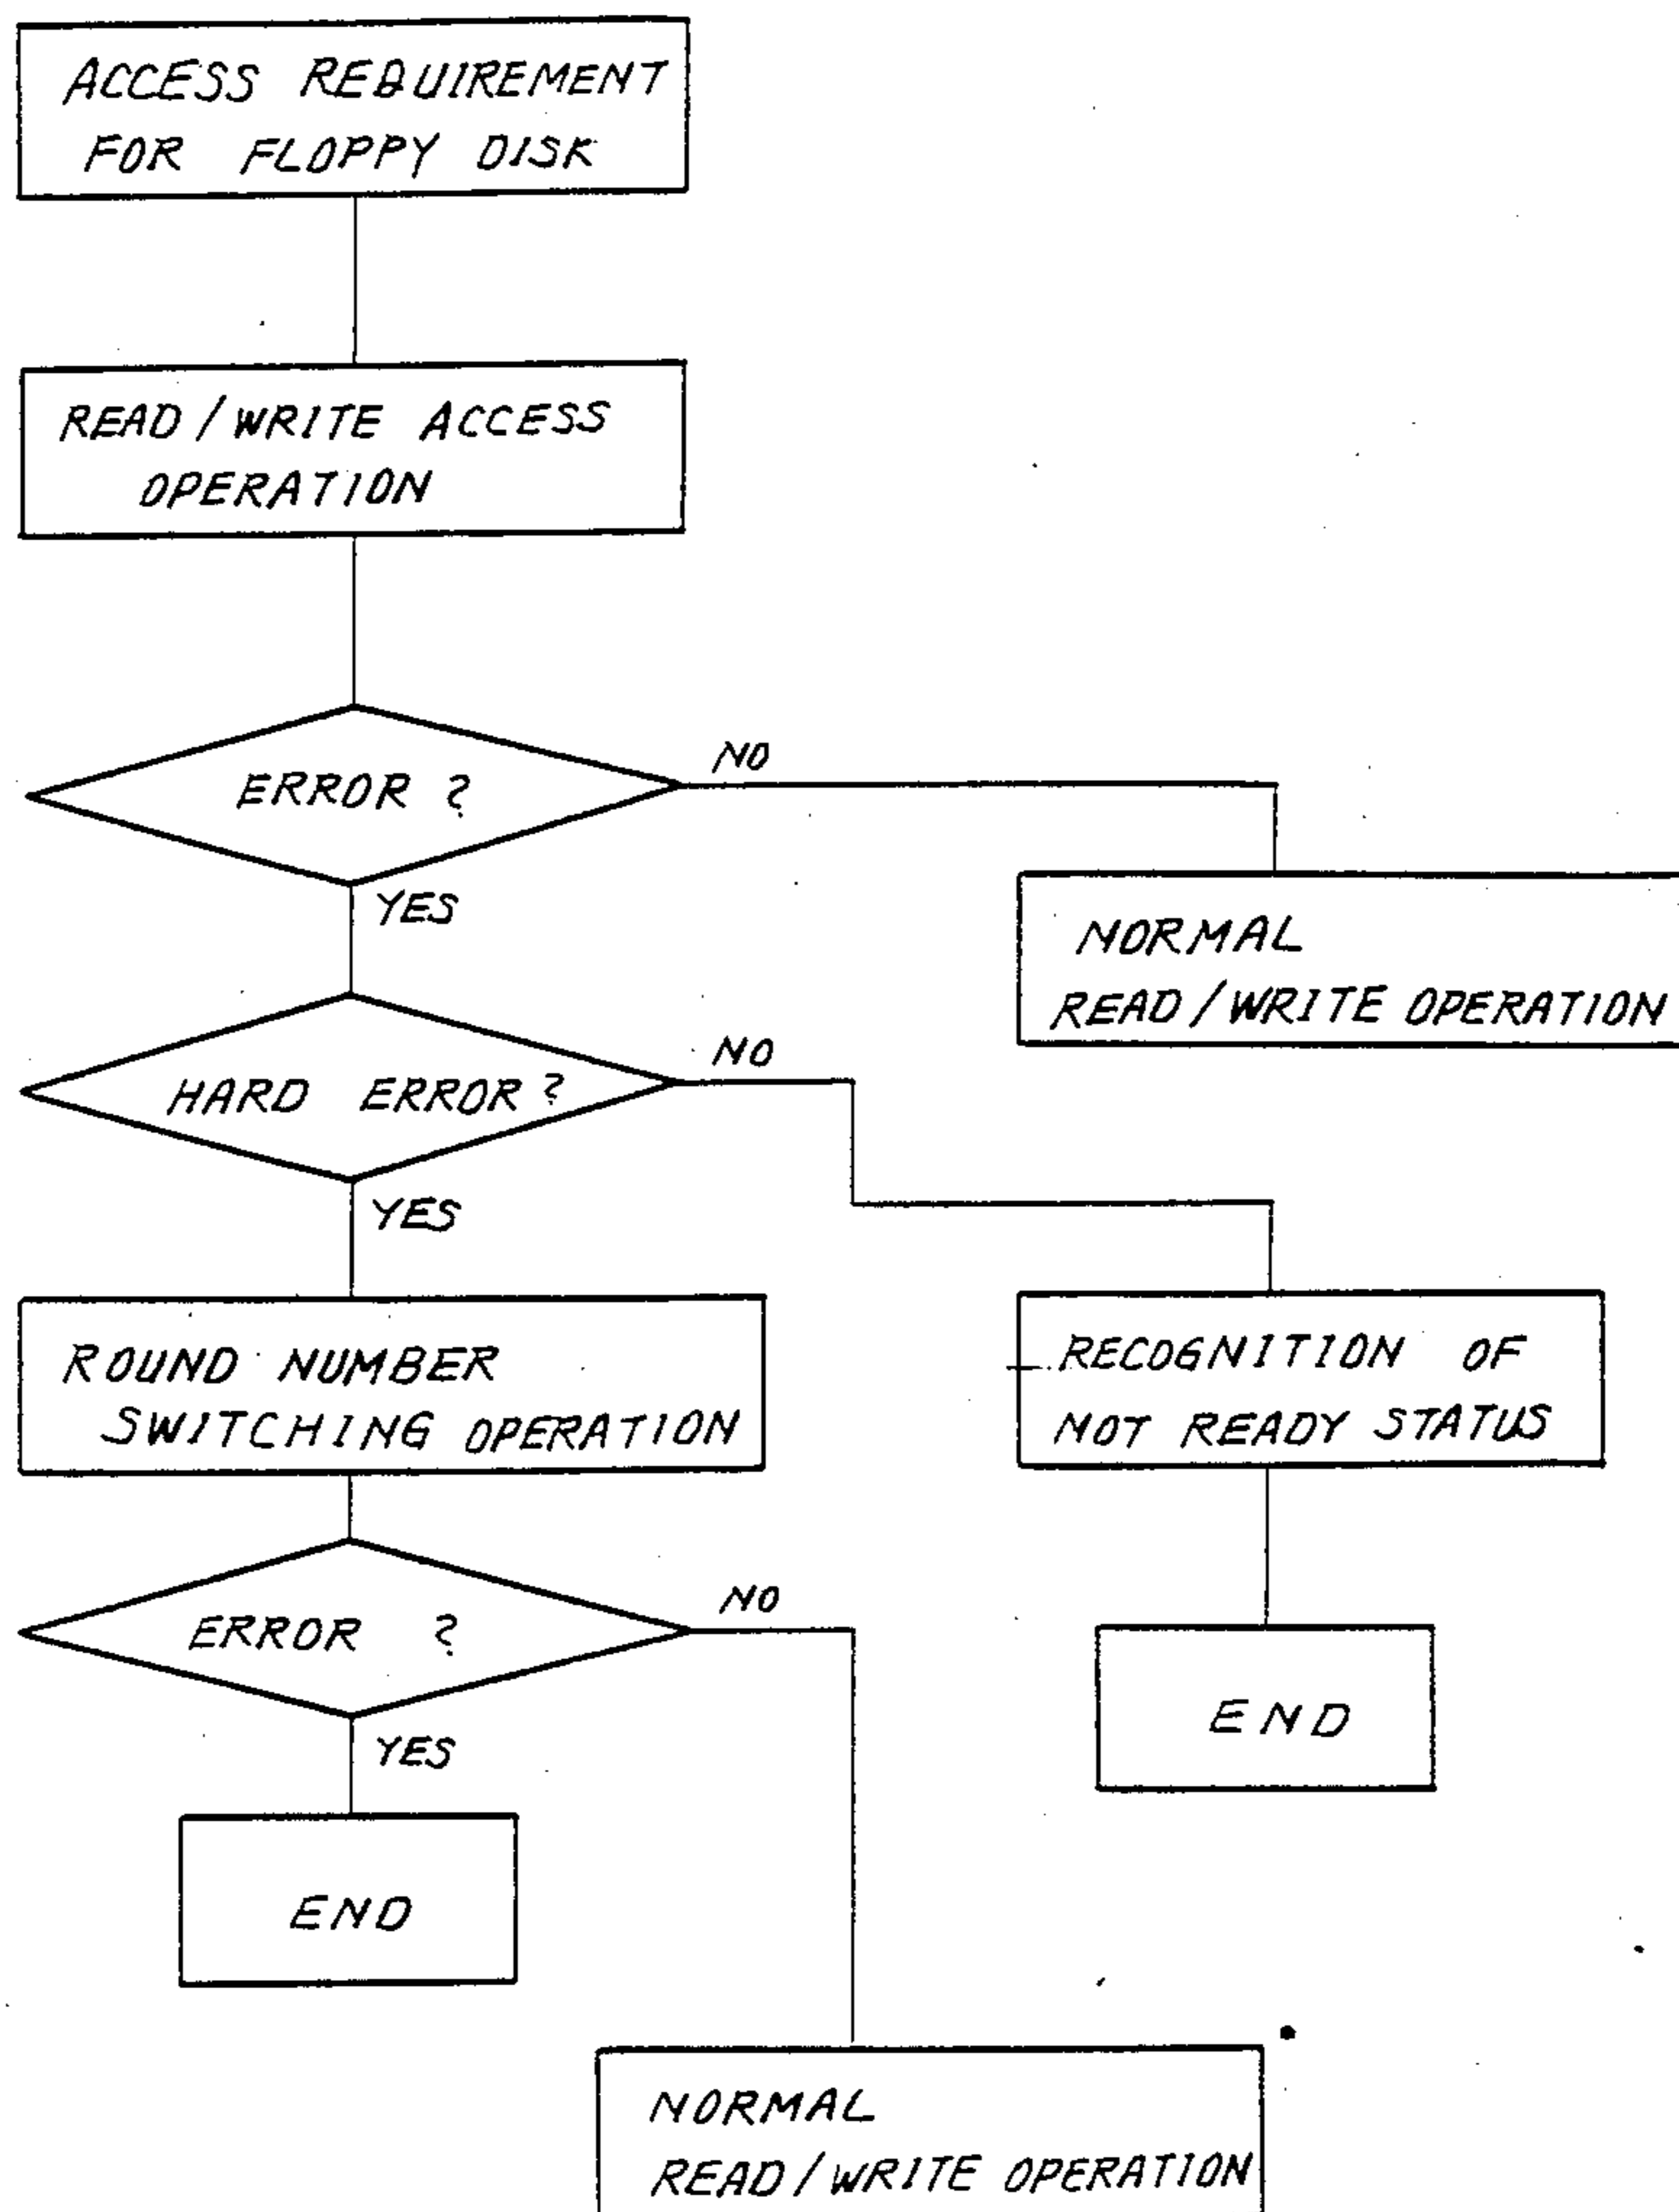 ACCESS REQUIREMENT
FOR FLOPPY DISK
READ/WRITE ACCESS
OPERATION
ERROR ?
NO
YES
NORMAL
READ/WRITE OPERATION
HARD ERROR?
NO
YES
ROUND NUMBER
SWITCHING OPERATION
RECOGNITION OF
NOT READY STATUS
ERROR ?
NO
YES
END
END
NORMAL
READ/WRITE OPERATION